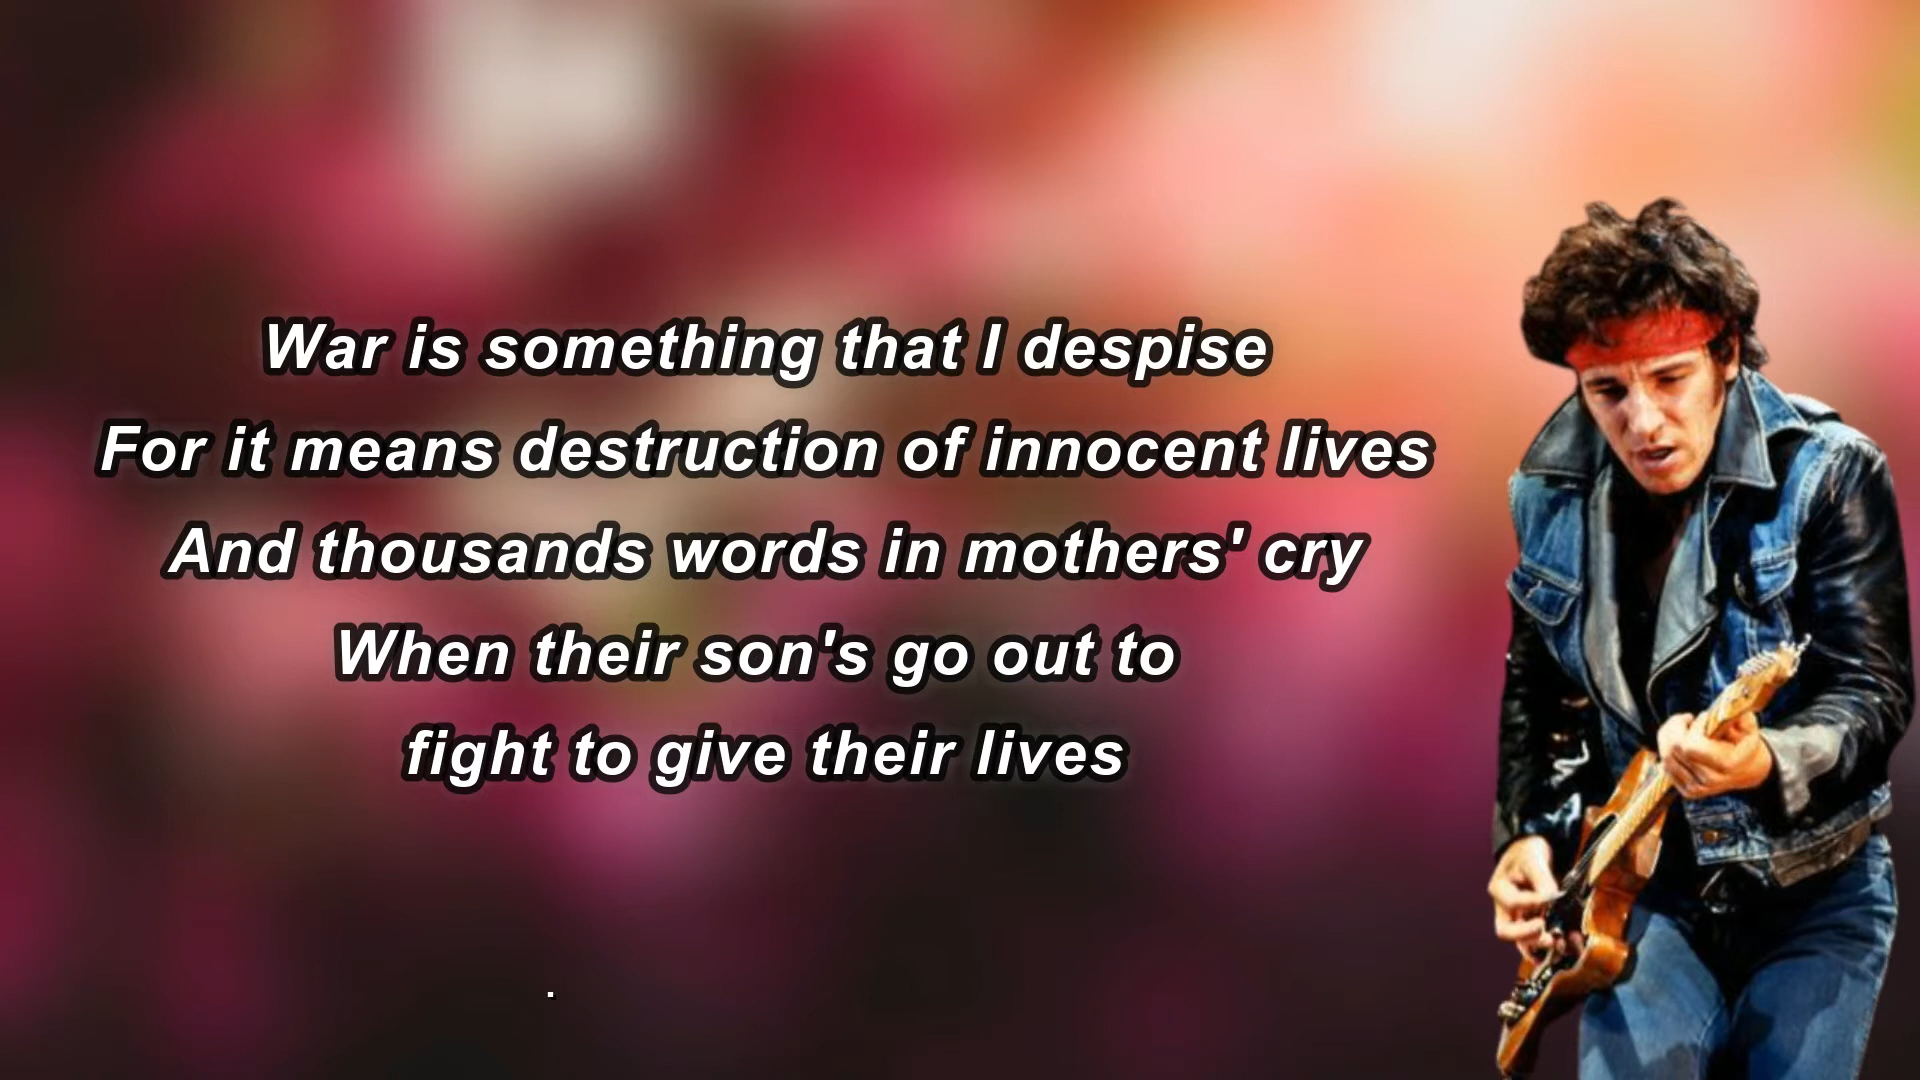 War is something that I despise
For it means destruction of innocent lives
And thousands words in mothers' cry
When their son's go out to
fight to give their lives
.